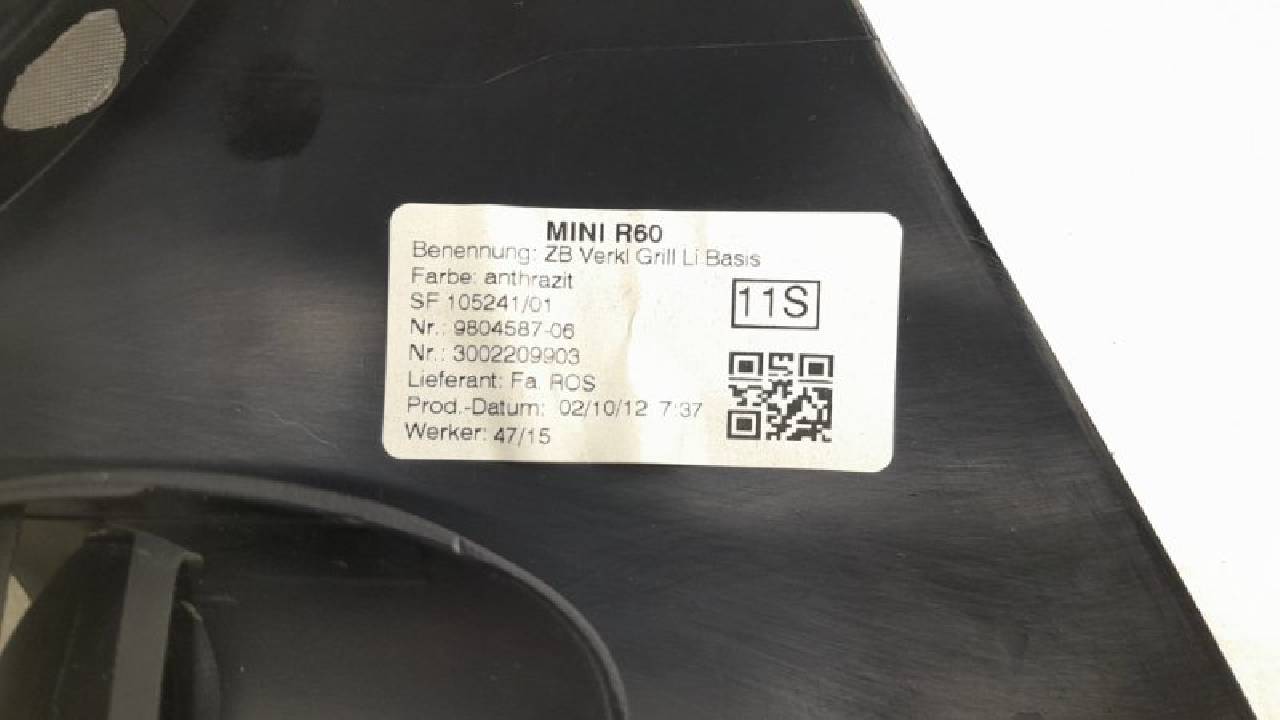 MINI R60
Benennung: ZB Verkl Grill Li Basis
Farbe: anthrazit
SF 105241/01
11S
Nr.: 9804587-06
Nr.: 3002209903
Lieferant: Fa. ROS
Prod.-Datum: 02/10/12 7:37
Werker: 47/15